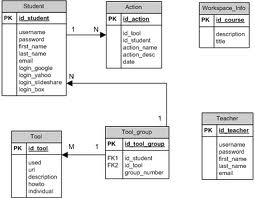 Student
PK id_student
username
password
first_name
last_name
email
login_google
login_yahoo
login_slideshare
login_box
1
N
Action
PK id_action
id_tool
id_student
action_name
action_desc
date
Workspace_Info
PK id_course
description
title
N
1
Tool
PK id_tool
used
url
description
howto
individual
M
1
Tool_group
PK id_tool_group
FK1 id_student
FK2 id_tool
group_number
Teacher
PK id_teacher
username
password
first_name
last_name
email